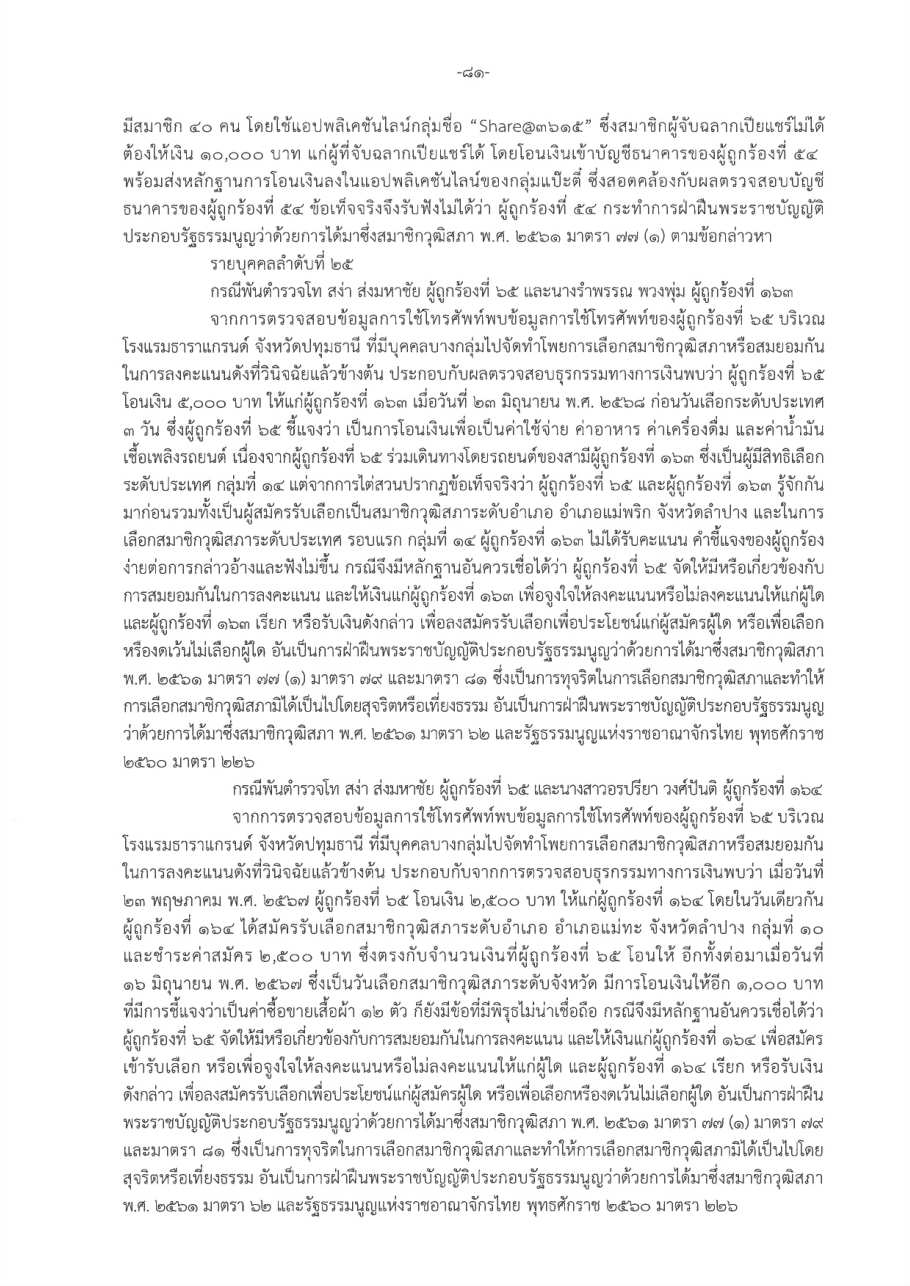 -๘๑-
มีสมาชิก ๔๐ คน โดยใช้แอปพลิเคชันไลน์กลุ่มชื่อ “Share@๓๖๑๕” ซึ่งสมาชิกผู้จับฉลากเปียแชร์ไม่ได้
ต้องให้เงิน ๑๐,๐๐๐ บาท แก่ผู้ที่จับฉลากเปียแชร์ได้ โดยโอนเงินเข้าบัญชีธนาคารของผู้ถูกร้องที่ ๕๔
พร้อมส่งหลักฐานการโอนเงินลงในแอปพลิเคชันไลน์ของกลุ่มแป๊ะตี๋ ซึ่งสอดคล้องกับผลตรวจสอบบัญชี
ธนาคารของผู้ถูกร้องที่ ๕๔ ข้อเท็จจริงจึงรับฟังไม่ได้ว่า ผู้ถูกร้องที่ ๕๔ กระทำการฝ่าฝืนพระราชบัญญัติ
ประกอบรัฐธรรมนูญว่าด้วยการได้มาซึ่งสมาชิกวุฒิสภา พ.ศ. ๒๕๖๑ มาตรา ๗๗ (๑) ตามข้อกล่าวหา
รายบุคคลลำดับที่ ๒๕
กรณีพันตำรวจโท สง่า ส่งมหาชัย ผู้ถูกร้องที่ ๖๕ และนางรำพรรณ พวงพุ่ม ผู้ถูกร้องที่ ๑๖๓
จากการตรวจสอบข้อมูลการใช้โทรศัพท์พบข้อมูลการใช้โทรศัพท์ของผู้ถูกร้องที่ ๖๕ บริเวณ
โรงแรมธาราแกรนด์ จังหวัดปทุมธานี ที่มีบุคคลบางกลุ่มไปจัดทำโพยการเลือกสมาชิกวุฒิสภาหรือสมยอมกัน
ในการลงคะแนนดังที่วินิจฉัยแล้วข้างต้น ประกอบกับผลตรวจสอบธุรกรรมทางการเงินพบว่า ผู้ถูกร้องที่ ๖๕
โอนเงิน ๕,๐๐๐ บาท ให้แก่ผู้ถูกร้องที่ ๑๖๓ เมื่อวันที่ ๒๓ มิถุนายน พ.ศ. ๒๕๖๘ ก่อนวันเลือกระดับประเทศ
๓ วัน ซึ่งผู้ถูกร้องที่ ๖๕ ชี้แจงว่า เป็นการโอนเงินเพื่อเป็นค่าใช้จ่าย ค่าอาหาร ค่าเครื่องดื่ม และค่าน้ำมัน
เชื้อเพลิงรถยนต์ เนื่องจากผู้ถูกร้องที่ ๖๕ ร่วมเดินทางโดยรถยนต์ของสามีผู้ถูกร้องที่ ๑๖๓ ซึ่งเป็นผู้มีสิทธิเลือก
ระดับประเทศ กลุ่มที่ ๑๔ แต่จากการไต่สวนปรากฏข้อเท็จจริงว่า ผู้ถูกร้องที่ ๖๕ และผู้ถูกร้องที่ ๑๖๓ รู้จักกัน
มาก่อนรวมทั้งเป็นผู้สมัครรับเลือกเป็นสมาชิกวุฒิสภาระดับอำเภอ อำเภอแม่พริก จังหวัดลำปาง และในการ
เลือกสมาชิกวุฒิสภาระดับประเทศ รอบแรก กลุ่มที่ ๑๔ ผู้ถูกร้องที่ ๑๖๓ ไม่ได้รับคะแนน คำชี้แจงของผู้ถูกร้อง
ง่ายต่อการกล่าวอ้างและฟังไม่ขึ้น กรณีจึงมีหลักฐานอันควรเชื่อได้ว่า ผู้ถูกร้องที่ ๖๕ จัดให้มีหรือเกี่ยวข้องกับ
การสมยอมกันในการลงคะแนน และให้เงินแก่ผู้ถูกร้องที่ ๑๖๓ เพื่อจูงใจให้ลงคะแนนหรือไม่ลงคะแนนให้แก่ผู้ใด
และผู้ถูกร้องที่ ๑๖๓ เรียก หรือรับเงินดังกล่าว เพื่อลงสมัครรับเลือกเพื่อประโยชน์แก่ผู้สมัครผู้ใด หรือเพื่อเลือก
หรืองดเว้นไม่เลือกผู้ใด อันเป็นการฝ่าฝืนพระราชบัญญัติประกอบรัฐธรรมนูญว่าด้วยการได้มาซึ่งสมาชิกวุฒิสภา
พ.ศ. ๒๕๖๑ มาตรา ๗๗ (๑) มาตรา ๗๙ และมาตรา ๘๑ ซึ่งเป็นการทุจริตในการเลือกสมาชิกวุฒิสภาและทำให้
การเลือกสมาชิกวุฒิสภามิได้เป็นไปโดยสุจริตหรือเที่ยงธรรม อันเป็นการฝ่าฝืนพระราชบัญญัติประกอบรัฐธรรมนูญ
ว่าด้วยการได้มาซึ่งสมาชิกวุฒิสภา พ.ศ. ๒๕๖๑ มาตรา ๖๒ และรัฐธรรมนูญแห่งราชอาณาจักรไทย พุทธศักราช
๒๕๖๐ มาตรา ๒๒๖
กรณีพันตำรวจโท สง่า ส่งมหาชัย ผู้ถูกร้องที่ ๖๕ และนางสาวอรปรียา วงศ์ปันติ ผู้ถูกร้องที่ ๑๖๔
จากการตรวจสอบข้อมูลการใช้โทรศัพท์พบข้อมูลการใช้โทรศัพท์ของผู้ถูกร้องที่ ๖๕ บริเวณ
โรงแรมธาราแกรนด์ จังหวัดปทุมธานี ที่มีบุคคลบางกลุ่มไปจัดทำโพยการเลือกสมาชิกวุฒิสภาหรือสมยอมกัน
ในการลงคะแนนดังที่วินิจฉัยแล้วข้างต้น ประกอบกับจากการตรวจสอบธุรกรรมทางการเงินพบว่า เมื่อวันที่
๒๓ พฤษภาคม พ.ศ. ๒๕๖๗ ผู้ถูกร้องที่ ๖๕ โอนเงิน ๒,๕๐๐ บาท ให้แก่ผู้ถูกร้องที่ ๑๖๔ โดยในวันเดียวกัน
ผู้ถูกร้องที่ ๑๖๔ ได้สมัครรับเลือกสมาชิกวุฒิสภาระดับอำเภอ อำเภอแม่ทะ จังหวัดลำปาง กลุ่มที่ ๑๐
และชำระค่าสมัคร ๒,๕๐๐ บาท ซึ่งตรงกับจำนวนเงินที่ผู้ถูกร้องที่ ๖๕ โอนให้ อีกทั้งต่อมาเมื่อวันที่
๑๖ มิถุนายน พ.ศ. ๒๕๖๗ ซึ่งเป็นวันเลือกสมาชิกวุฒิสภาระดับจังหวัด มีการโอนเงินให้อีก ๑,๐๐๐ บาท
ที่มีการชี้แจงว่าเป็นค่าซื้อขายเสื้อผ้า ๑๒ ตัว ก็ยังมีข้อที่มีพิรุธไม่น่าเชื่อถือ กรณีจึงมีหลักฐานอันควรเชื่อได้ว่า
ผู้ถูกร้องที่ ๖๕ จัดให้มีหรือเกี่ยวข้องกับการสมยอมกันในการลงคะแนน และให้เงินแก่ผู้ถูกร้องที่ ๑๖๔ เพื่อสมัคร
เข้ารับเลือก หรือเพื่อจูงใจให้ลงคะแนนหรือไม่ลงคะแนนให้แก่ผู้ใด และผู้ถูกร้องที่ ๑๖๔ เรียก หรือรับเงิน
ดังกล่าว เพื่อลงสมัครรับเลือกเพื่อประโยชน์แก่ผู้สมัครผู้ใด หรือเพื่อเลือกหรืองดเว้นไม่เลือกผู้ใด อันเป็นการฝ่าฝืน
พระราชบัญญัติประกอบรัฐธรรมนูญว่าด้วยการได้มาซึ่งสมาชิกวุฒิสภา พ.ศ. ๒๕๖๑ มาตรา ๗๗ (๑) มาตรา ๗๙
และมาตรา ๘๑ ซึ่งเป็นการทุจริตในการเลือกสมาชิกวุฒิสภาและทำให้การเลือกสมาชิกวุฒิสภามิได้เป็นไปโดย
สุจริตหรือเที่ยงธรรม อันเป็นการฝ่าฝืนพระราชบัญญัติประกอบรัฐธรรมนูญว่าด้วยการได้มาซึ่งสมาชิกวุฒิสภา
พ.ศ. ๒๕๖๑ มาตรา ๖๒ และรัฐธรรมนูญแห่งราชอาณาจักรไทย พุทธศักราช ๒๕๖๐ มาตรา ๒๒๖